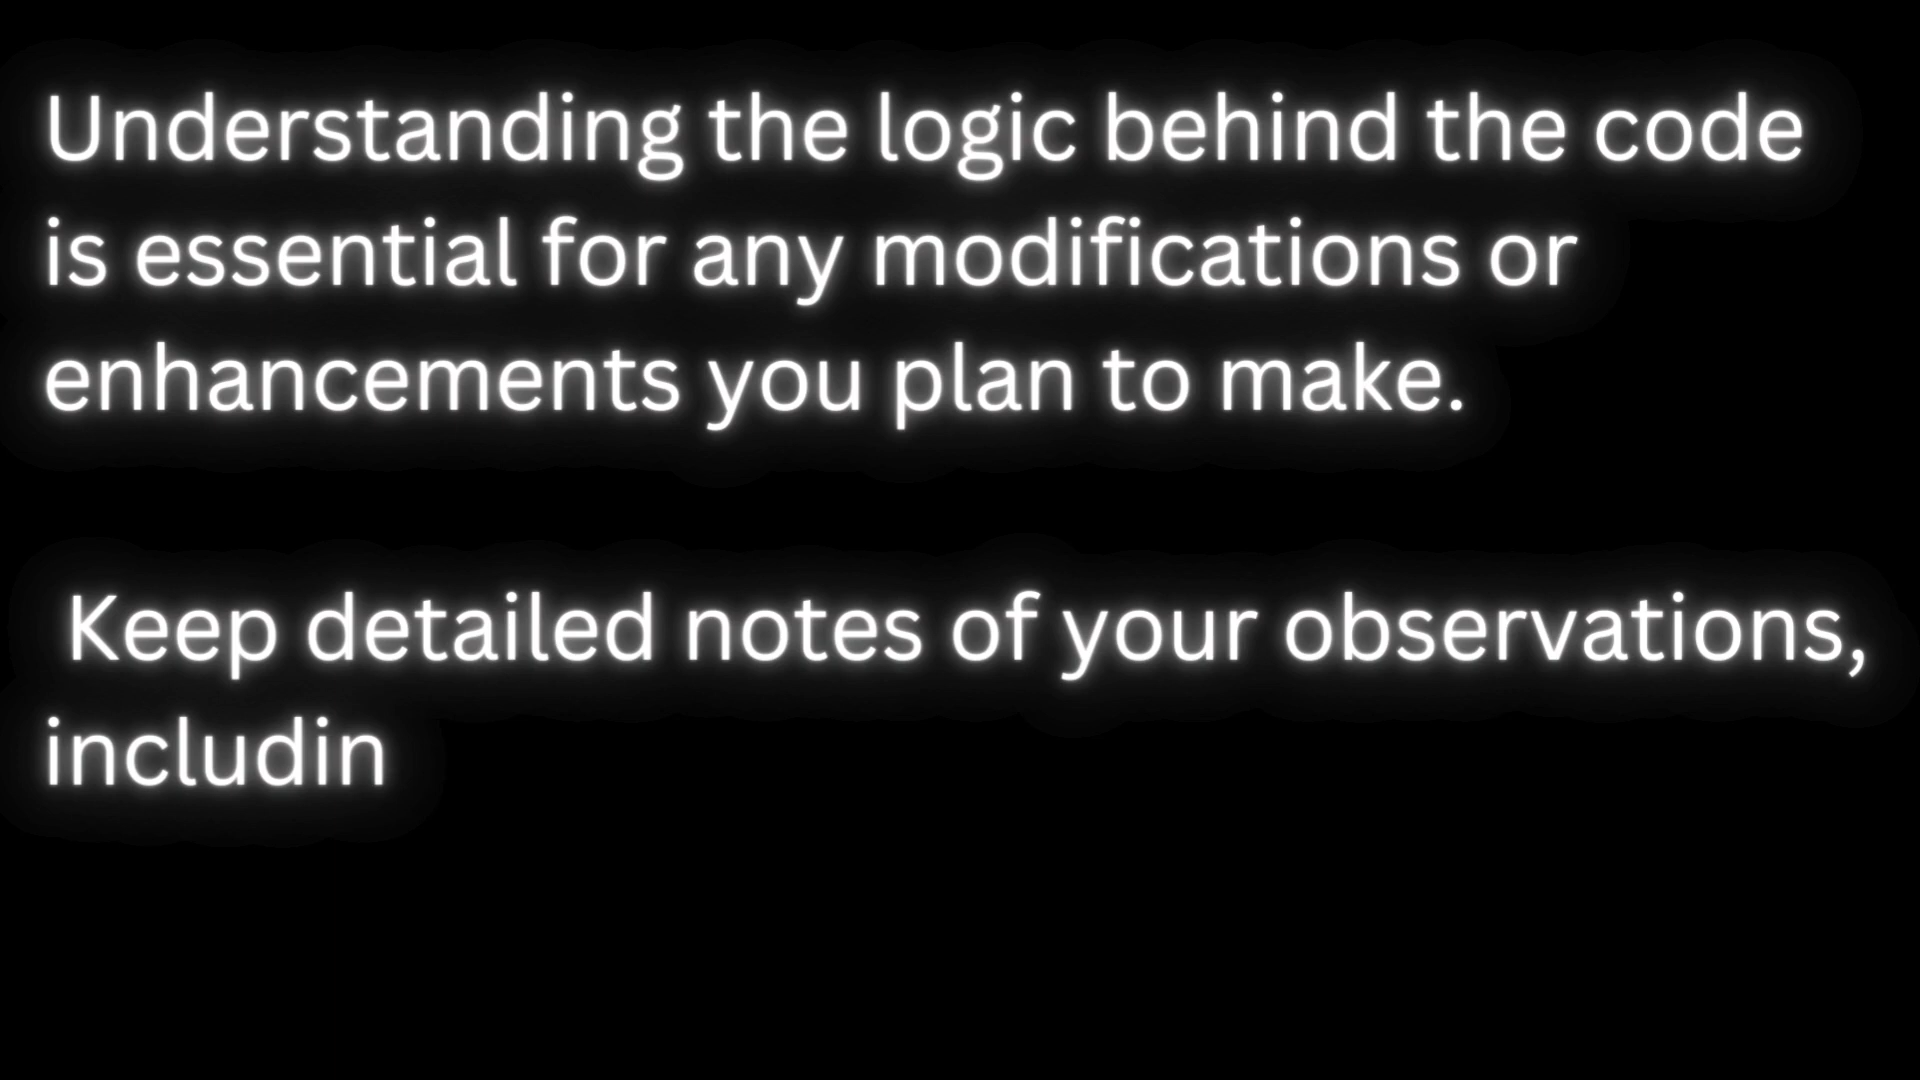 Understanding the logic behind the code
is essential for any modifications or
enhancements you plan to make.
Keep detailed notes of your observations,
includin